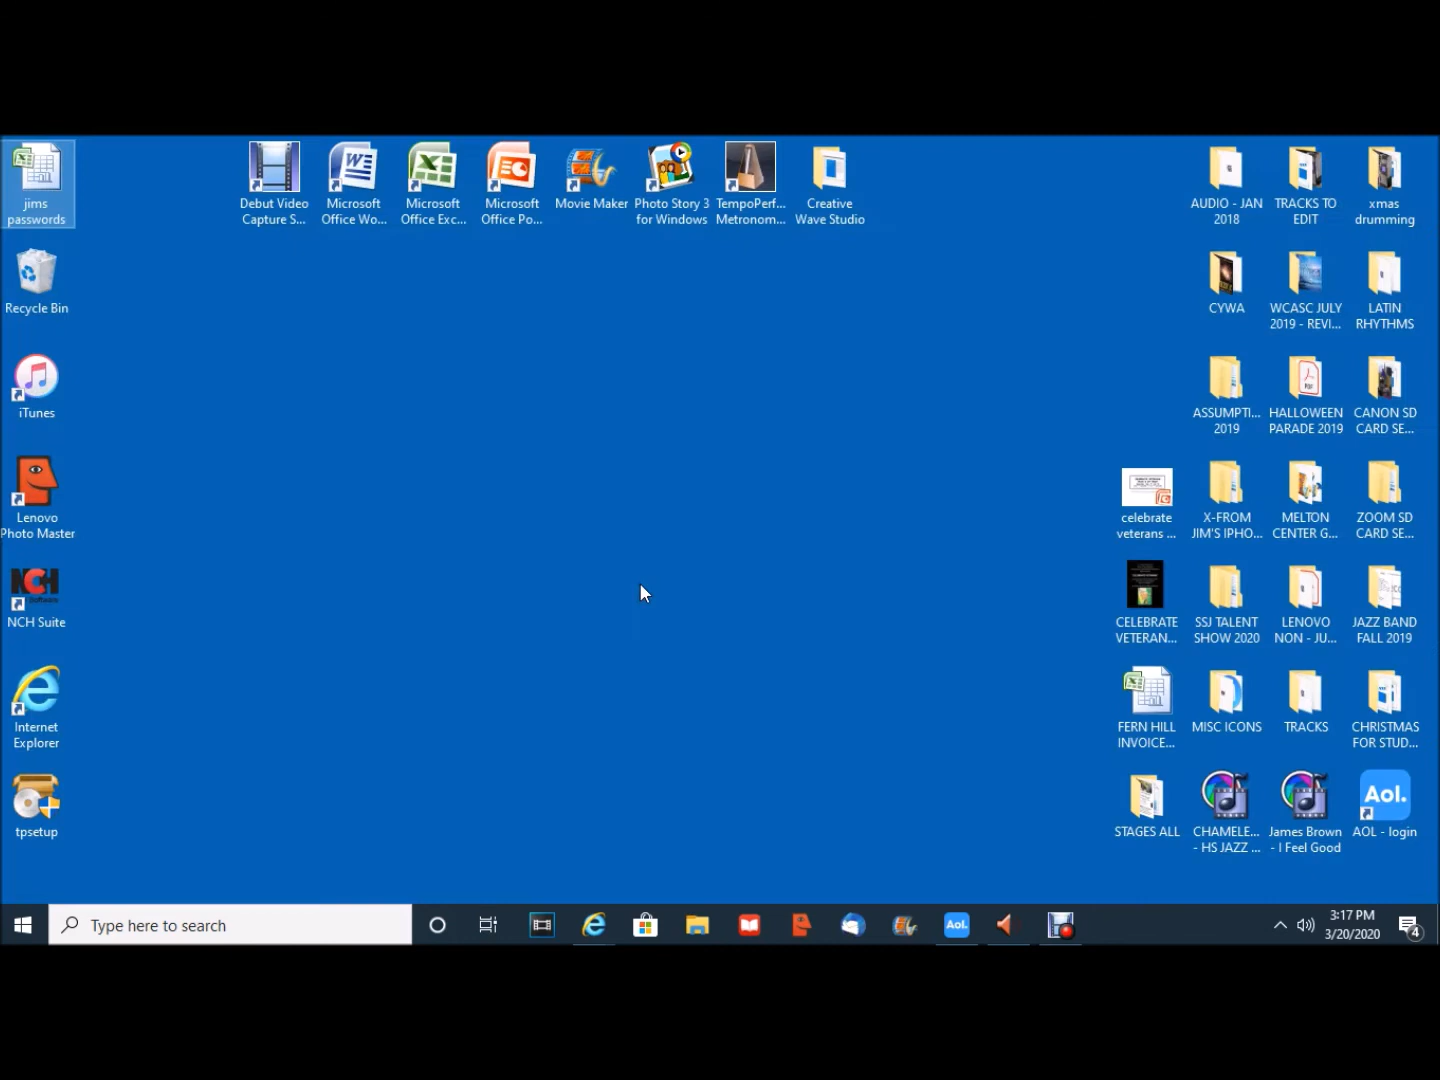 jims
passwords
Recycle Bin
iTunes
Lenovo
Photo Master
NCH Suite
Internet
Explorer
tpsetup
Debut Video
Capture S...
Microsoft
Office Wo...
Microsoft
Office Exc...
Microsoft
Office Po...
Movie Maker
Photo Story 3
for Windows
TempoPerf...
Metronom...
Creative
Wave Studio
AUDIO - JAN
2018
TRACKS TO
EDIT
xmas
drumming
CYWA
WCASC JULY
2019 - REVI...
LATIN
RHYTHMS
ASSUMPTI...
2019
PDF
HALLOWEEN
PARADE 2019
CANON SD
CARD SE...
celebrate
veterans ...
X-FROM
JIM'S IPHO...
MELTON
CENTER G...
ZOOM SD
CARD SE...
CELEBRATE
VETERAN...
SSJ TALENT
SHOW 2020
LENOVO
NON - JU...
JAZZ BAND
FALL 2019
FERN HILL
INVOICE...
MISC ICONS
TRACKS
CHRISTMAS
FOR STUD...
STAGES ALL
CHAMELE...
- HS JAZZ ...
James Brown
- I Feel Good
Aol.
AOL - login
Type here to search
Aol.
3:17 PM
3/20/2020
4